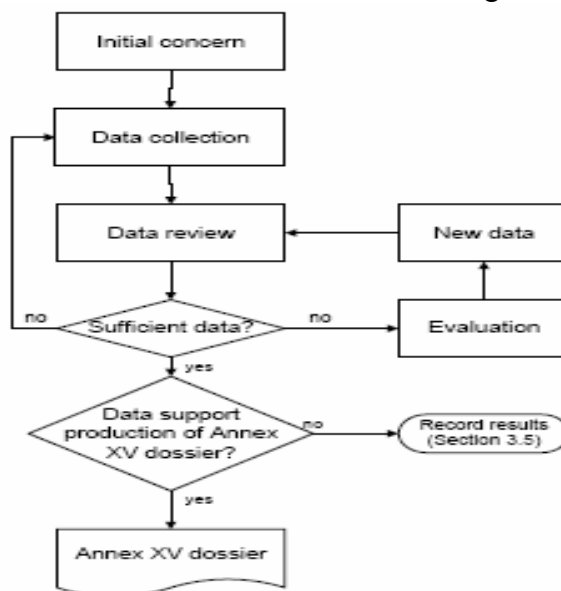 Initial concern
Data collection
Data review
New data
no
Sufficient data?
no
Evaluation
yes
Data support
production of Annex
XV dossier?
no
Record results
(Section 3.5)
yes
Annex XV dossier